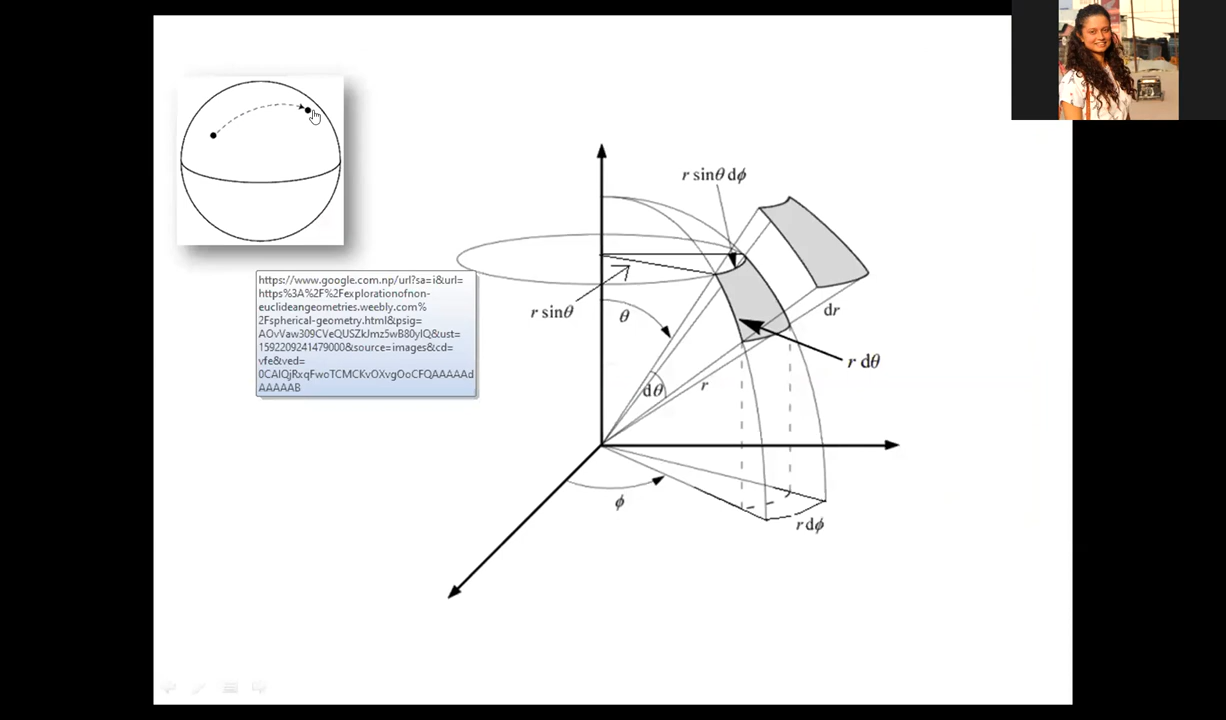 https://www.google.com.np/url?sa=i&url=
https%3A%2F%2Fexplorationofnon-
euclideangeometries.weebly.com%
2Fspherical-geometry.html&psig=
AOvVaw309CVeQUSZkJmz5wB80yIQ&ust=
1592209241479000&source=images&cd=
vfe&ved=
0CAIQjRxqFwoTCMCKvOXvgOoCFQAAAAAd
AAAAAB
r sinθ dϕ
r sinθ
θ
dr
r dθ
dθ
r
ϕ
r dϕ